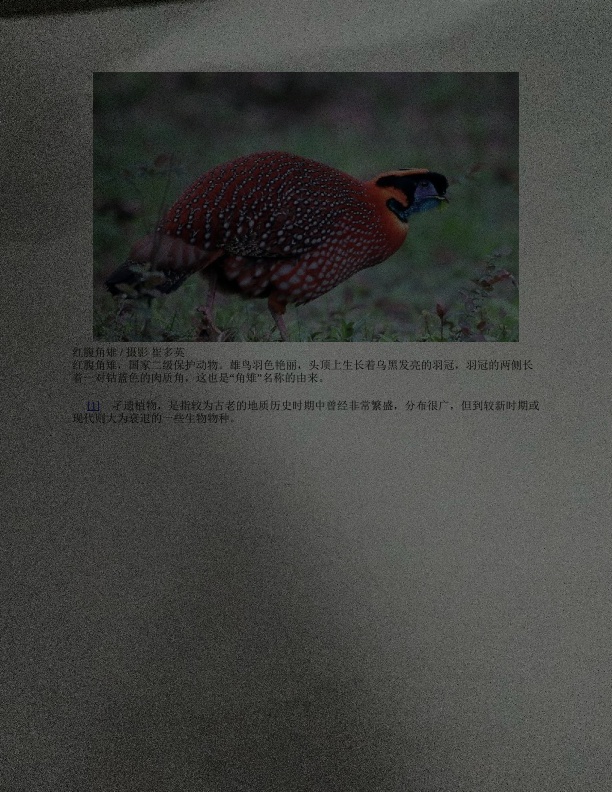 红腹角雉 / 摄影 崔多英
红腹角雉，国家二级保护动物。雄鸟羽色艳丽，头顶上生长着乌黑发亮的羽冠，羽冠的两侧长
着一对钴蓝色的肉质角，这也是“角雉”名称的由来。
[1] 孑遗植物，是指较为古老的地质历史时期中曾经非常繁盛，分布很广，但到较新时期或
现代则大为衰退的一些生物物种。